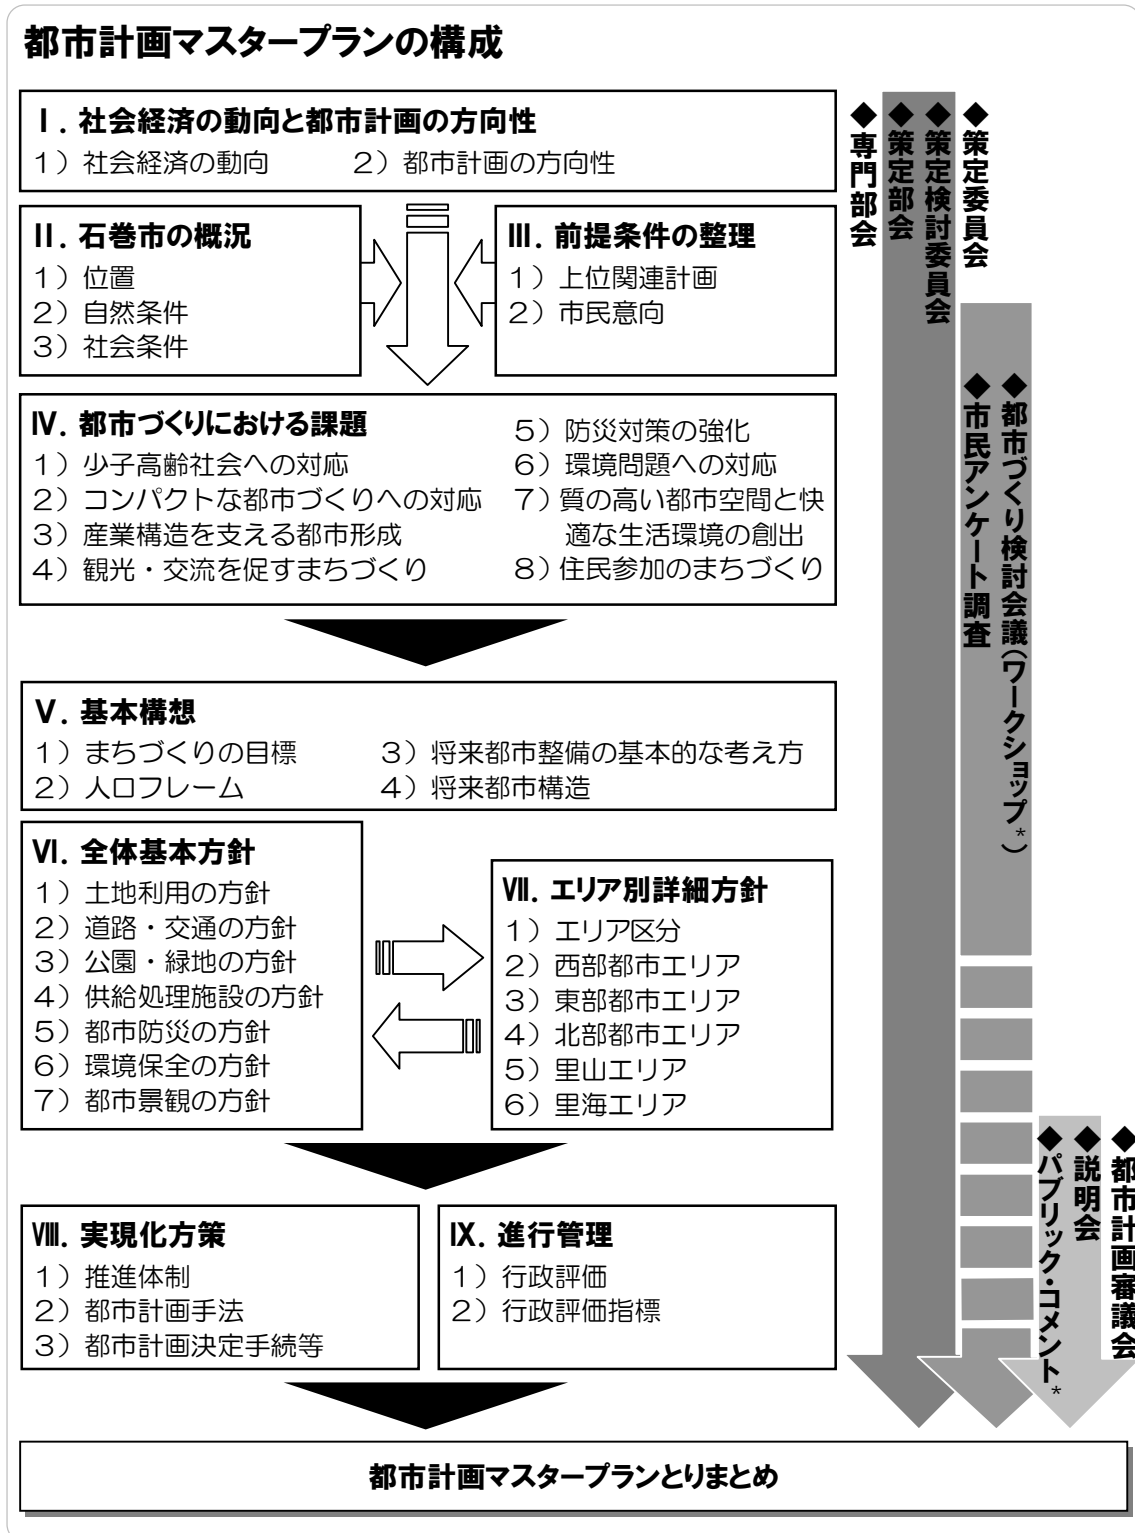 都市計画マスタープランの構成
Ⅰ．社会経済の動向と都市計画の方向性
１）社会経済の動向　２）都市計画の方向性
Ⅱ．石巻市の概況
１）位置
２）自然条件
３）社会条件
Ⅲ．前提条件の整理
１）上位関連計画
２）市民意向
Ⅳ．都市づくりにおける課題
１）少子高齢社会への対応
２）コンパクトな都市づくりへの対応
３）産業構造を支える都市形成
４）観光・交流を促すまちづくり
５）防災対策の強化
６）環境問題への対応
７）質の高い都市空間と快
適な生活環境の創出
８）住民参加のまちづくり
Ⅴ．基本構想
１）まちづくりの目標
２）人口フレーム
３）将来都市整備の基本的な考え方
４）将来都市構造
Ⅵ．全体基本方針
１）土地利用の方針
２）道路・交通の方針
３）公園・緑地の方針
４）供給処理施設の方針
５）都市防災の方針
６）環境保全の方針
７）都市景観の方針
Ⅶ．エリア別詳細方針
１）エリア区分
２）西部都市エリア
３）東部都市エリア
４）北部都市エリア
５）里山エリア
６）里海エリア
Ⅷ．実現化方策
１）推進体制
２）都市計画手法
３）都市計画決定手続等
Ⅸ．進行管理
１）行政評価
２）行政評価指標
都市計画マスタープランとりまとめ
◆策定委員会
◆策定検討委員会
◆策定部会
◆専門部会
◆都市づくり検討会議（ワークショップ*）
◆市民アンケート調査
◆都市計画審議会
◆説明会
◆パブリック・コメント*